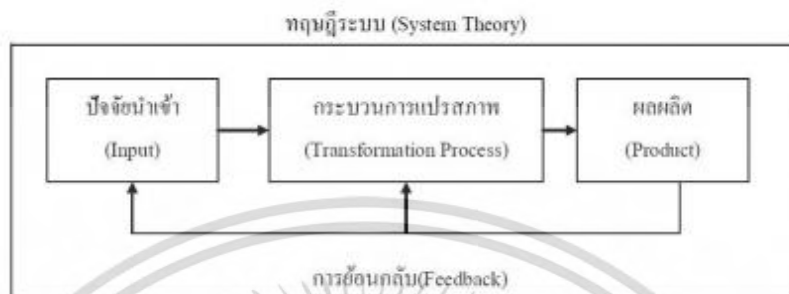 ทฤษฎีระบบ (System Theory)
ปัจจัยนำเข้า
(Input)
กระบวนการแปรสภาพ
(Transformation Process)
ผลผลิต
(Product)
การย้อนกลับ(Feedback)